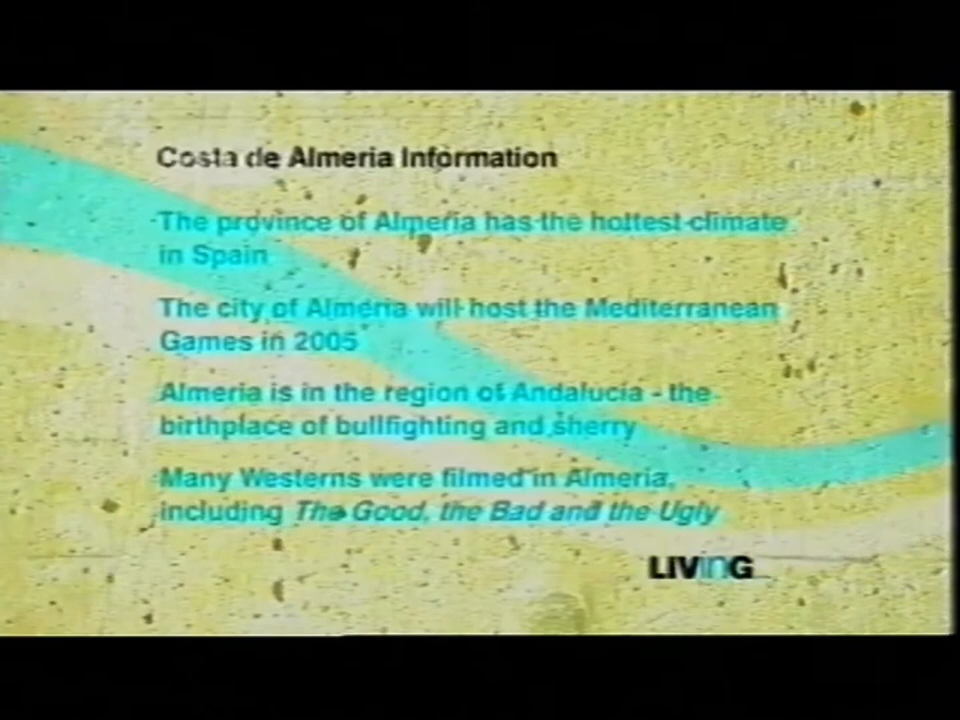 Costa de Almeria Information
The province of Almeria has the hottest climate
in Spain
The city of Almeria will host the Mediterranean
Games in 2005
Almeria is in the region of Andalucia - the
birthplace of bullfighting and sherry
Many Westerns were filmed in Almeria,
including The Good, the Bad and the Ugly
LIVinG